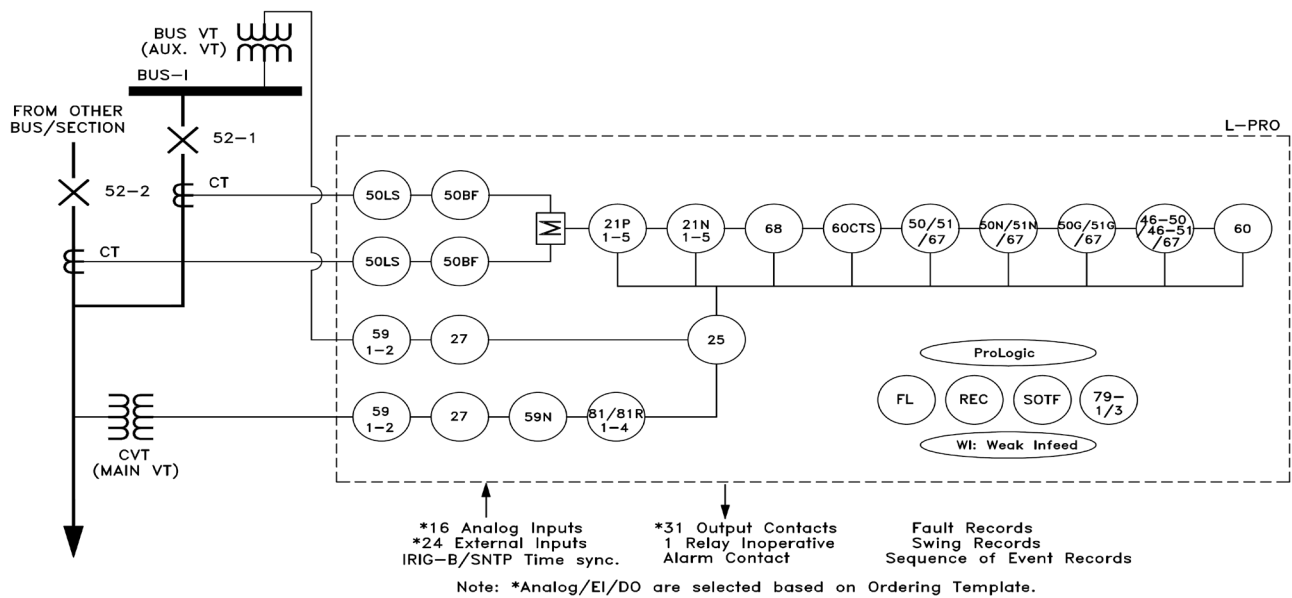 BUS VT
(AUX. VT)
BUS-1
FROM OTHER
BUS/SECTION
52-1
L-PRO
52-2
CT
50LS
50BF
Σ
21P
1-5
21N
1-5
68
60CTS
50/51
/67
50N/51N
/67
50G/51G
/67
46-50
/46-51
/67
60
CT
50LS
50BF
59
1-2
27
25
ProLogic
FL
REC
SOTF
79-
1/3
WI: Weak Infeed
59
1-2
27
59N
81/81R
1-4
CVT
(MAIN VT)
*16 Analog Inputs
*24 External Inputs
IRIG-B/SNTP Time sync.
*31 Output Contacts
1 Relay Inoperative
Alarm Contact
Fault Records
Swing Records
Sequence of Event Records
Note: *Analog/EI/DO are selected based on Ordering Template.